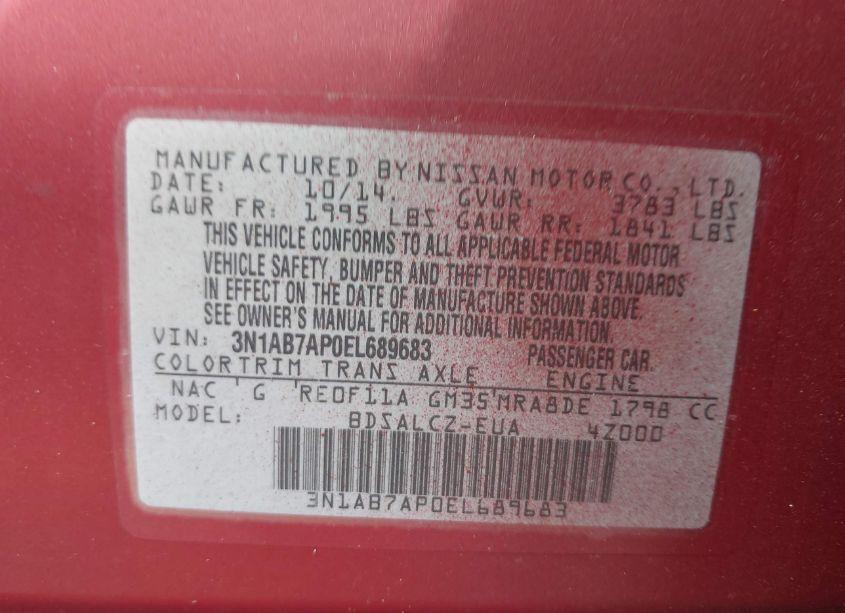 MANUFACTURED BY NISSAN MOTOR CO., LTD.
DATE: 10/14. GVWR: 3783 LBS
GAWR FR: 1995 LBS GAWR RR: 1841 LBS
THIS VEHICLE CONFORMS TO ALL APPLICABLE FEDERAL MOTOR
VEHICLE SAFETY, BUMPER AND THEFT PREVENTION STANDARDS
IN EFFECT ON THE DATE OF MANUFACTURE SHOWN ABOVE.
SEE OWNER'S MANUAL FOR ADDITIONAL INFORMATION.
VIN: 3N1AB7AP0EL689683 PASSENGER CAR.
COLORTRIM TRANS AXLE ENGINE
NAC ' G ' RE0F11A GM35'MRA8DE 1798 CC
MODEL: BDSALCZ-EUA 4Z000
3N1AB7AP0EL689683